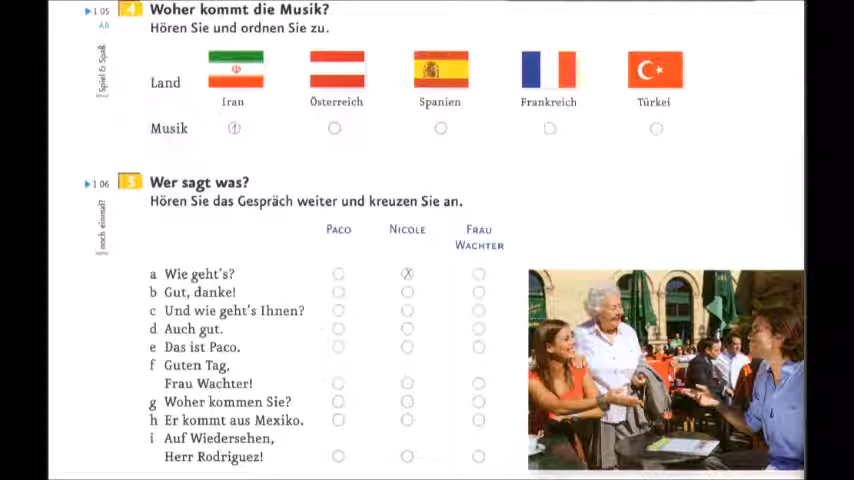 1 05
4 Woher kommt die Musik?
AB
Hören Sie und ordnen Sie zu.
Spiel & Spaß
Land
Iran Österreich Spanien Frankreich Türkei
Musik 1
1 06
5 Wer sagt was?
Hören Sie das Gespräch weiter und kreuzen Sie an.
noch einmal?
PACO NICOLE FRAU
WACHTER
a Wie geht's? X
b Gut, danke!
c Und wie geht's Ihnen?
d Auch gut.
e Das ist Paco.
f Guten Tag,
Frau Wachter!
g Woher kommen Sie?
h Er kommt aus Mexiko.
i Auf Wiedersehen,
Herr Rodriguez!